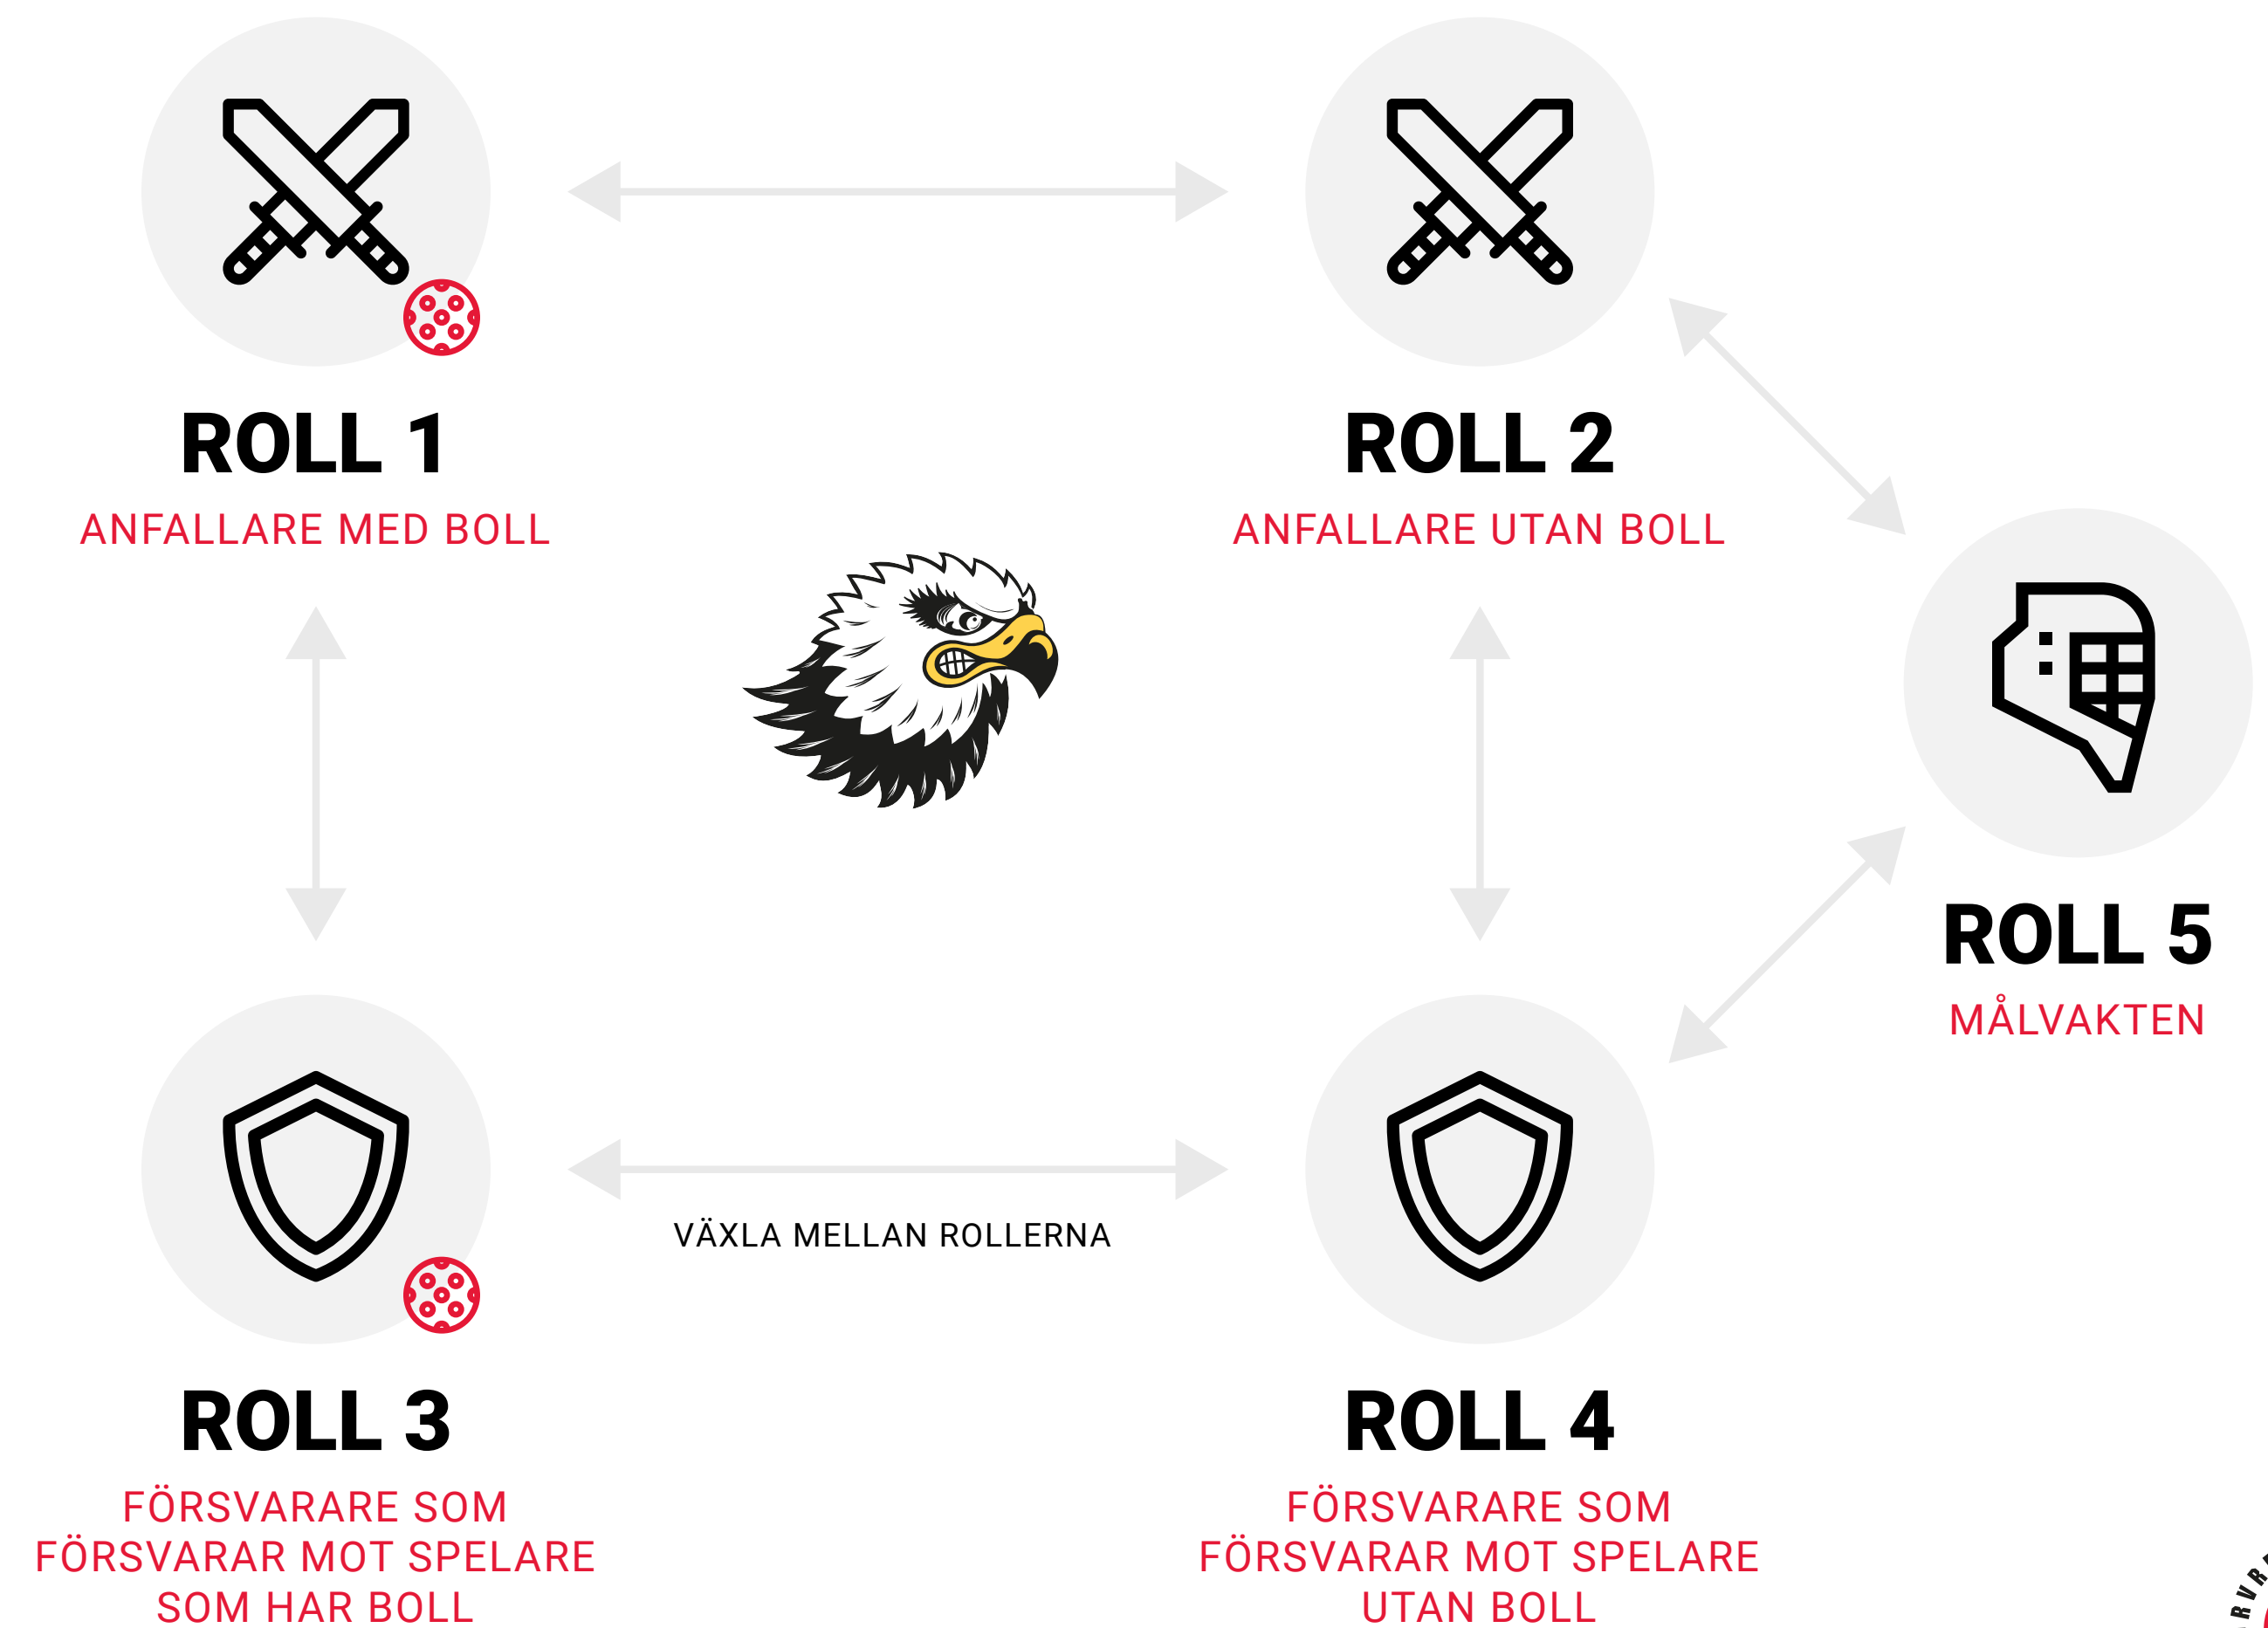 ROLL 1
ANFALLARE MED BOLL
ROLL 2
ANFALLARE UTAN BOLL
ROLL 5
MÅLVAKTEN
VÄXLA MELLAN ROLLERNA
ROLL 3
FÖRSVARARE SOM
FÖRSVARAR MOT SPELARE
SOM HAR BOLL
ROLL 4
FÖRSVARARE SOM
FÖRSVARAR MOT SPELARE
UTAN BOLL